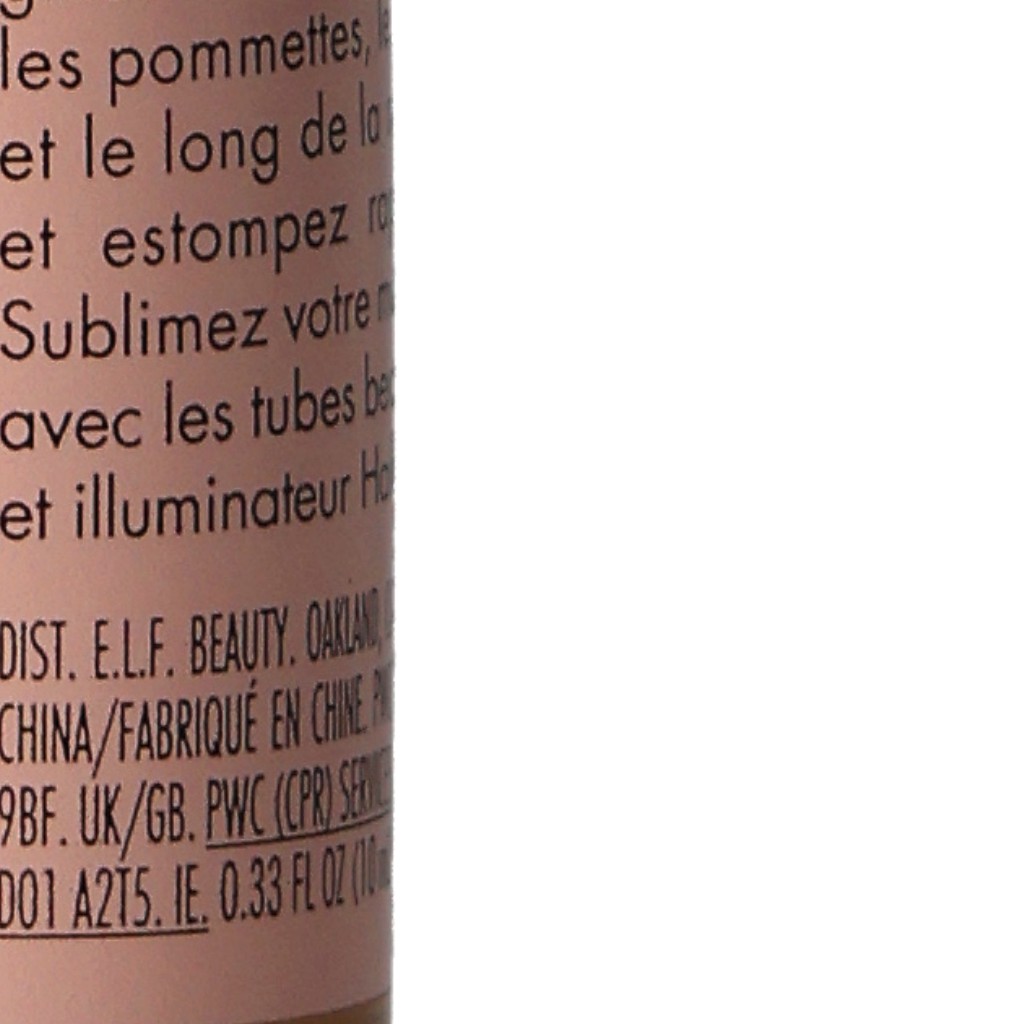 les pommettes,
et le long de la
et estompez
Sublimez votre
avec les tubes
et illuminateur
DIST. E.L.F. BEAUTY. OAKLAND,
CHINA/FABRIQUÉ EN CHINE.
9BF. UK/GB. PWC (CPR)
D01 A2T5. IE. 0.33 FL OZ (10